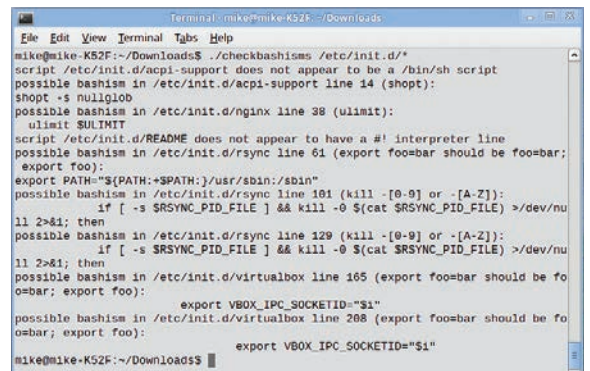 Terminal - mike@mike-K52F: ~/Downloads
File Edit View Terminal Tabs Help
mike@mike-K52F:~/Downloads$ ./checkbashisms /etc/init.d/*
script /etc/init.d/acpi-support does not appear to be a /bin/sh script
possible bashism in /etc/init.d/acpi-support line 14 (shopt):
shopt -s nullglob
possible bashism in /etc/init.d/nginx line 38 (ulimit):
  ulimit $ULIMIT
script /etc/init.d/README does not appear to have a #! interpreter line
possible bashism in /etc/init.d/rsync line 61 (export foo=bar should be foo=bar;
 export foo):
export PATH="${PATH:+$PATH:}/usr/sbin:/sbin"
possible bashism in /etc/init.d/rsync line 101 (kill -[0-9] or -[A-Z]):
            if [ -s $RSYNC_PID_FILE ] && kill -0 $(cat $RSYNC_PID_FILE) >/dev/nu
ll 2>&1; then
possible bashism in /etc/init.d/rsync line 129 (kill -[0-9] or -[A-Z]):
            if [ -s $RSYNC_PID_FILE ] && kill -0 $(cat $RSYNC_PID_FILE) >/dev/nu
ll 2>&1; then
possible bashism in /etc/init.d/virtualbox line 165 (export foo=bar should be fo
o=bar; export foo):
                        export VBOX_IPC_SOCKETID="$i"
possible bashism in /etc/init.d/virtualbox line 208 (export foo=bar should be fo
o=bar; export foo):
                                export VBOX_IPC_SOCKETID="$i"
mike@mike-K52F:~/Downloads$